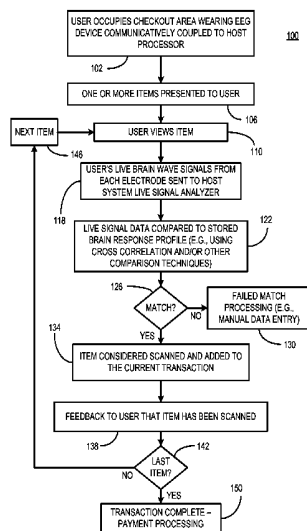 USER OCCUPIES CHECKOUT AREA WEARING EEG
DEVICE COMMUNICATIVELY COUPLED TO HOST
PROCESSOR
100
102
ONE OR MORE ITEMS PRESENTED TO USER
106
NEXT ITEM
USER VIEWS ITEM
146
110
USER'S LIVE BRAIN WAVE SIGNALS FROM
EACH ELECTRODE SENT TO HOST
SYSTEM LIVE SIGNAL ANALYZER
118
122
LIVE SIGNAL DATA COMPARED TO STORED
BRAIN RESPONSE PROFILE (E.G., USING
CROSS CORRELATION AND/OR OTHER
COMPARISON TECHNIQUES)
126
MATCH?
NO
FAILED MATCH
PROCESSING (E.G.,
MANUAL DATA ENTRY)
130
YES
134
ITEM CONSIDERED SCANNED AND ADDED TO
THE CURRENT TRANSACTION
FEEDBACK TO USER THAT ITEM HAS BEEN SCANNED
138
142
LAST
ITEM?
NO
YES
150
TRANSACTION COMPLETE –
PAYMENT PROCESSING